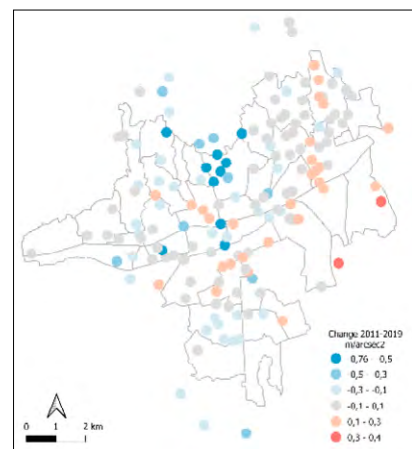 Change 2011-2019
m/arcsec2
0,76 - 0,5
0,5 - 0,3
-0,3 - -0,1
-0,1 - 0,1
0,1 - 0,3
0,3 - 0,4
0 1 2 km